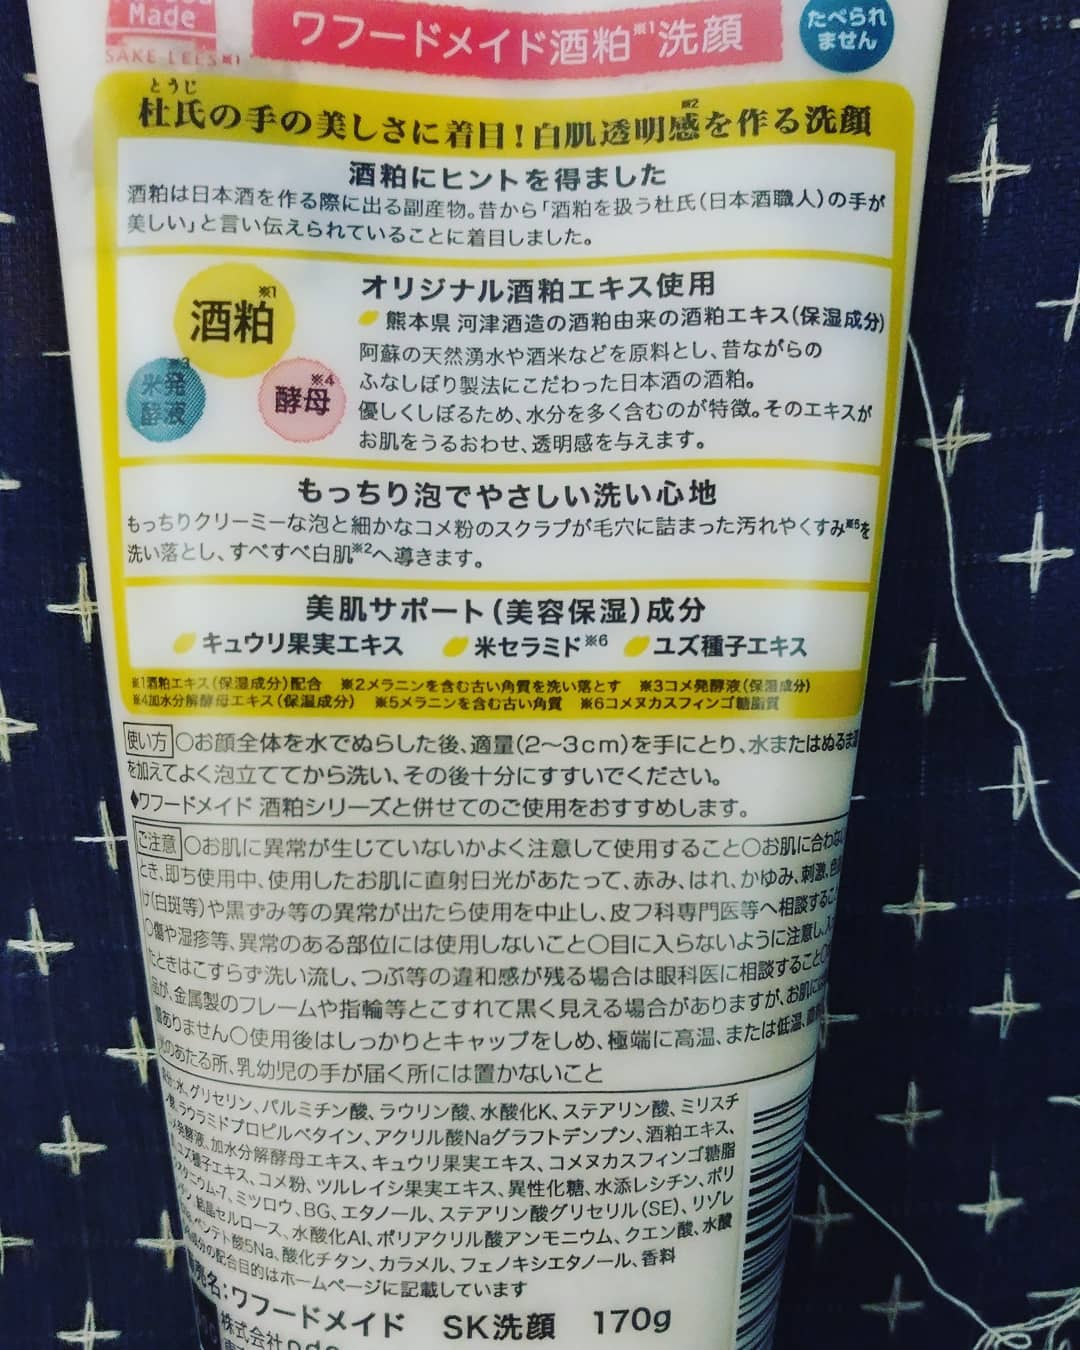 Made
SAKE LEES※1
ワフードメイド酒粕※1洗顔
たべられ
ません
とうじ
杜氏の手の美しさに着目!白肌透明感※2を作る洗顔
酒粕にヒントを得ました
酒粕は日本酒を作る際に出る副産物。昔から「酒粕を扱う杜氏(日本酒職人)の手が
美しい」と言い伝えられていることに着目しました。
酒粕※1
米発
酵液※3
酵母※4
オリジナル酒粕エキス使用
熊本県 河津酒造の酒粕由来の酒粕エキス(保湿成分)
阿蘇の天然湧水や酒米などを原料とし、昔ながらの
ふなしぼり製法にこだわった日本酒の酒粕。
優しくしぼるため、水分を多く含むのが特徴。そのエキスが
お肌をうるおわせ、透明感を与えます。
もっちり泡でやさしい洗い心地
もっちりクリーミーな泡と細かなコメ粉のスクラブが毛穴に詰まった汚れやくすみ※5を
洗い落とし、すべすべ白肌※2へ導きます。
美肌サポート(美容保湿)成分
キュウリ果実エキス 米セラミド※6 ユズ種子エキス
※1酒粕エキス(保湿成分)配合 ※2メラニンを含む古い角質を洗い落とす ※3コメ発酵液(保湿成分)
※4加水分解酵母エキス(保湿成分) ※5メラニンを含む古い角質 ※6コメヌカスフィンゴ糖脂質
使い方 ○お顔全体を水でぬらした後、適量(2〜3cm)を手にとり、水またはぬるま湯
を加えてよく泡立ててから洗い、その後十分にすすいでください。
◆ワフードメイド 酒粕シリーズと併せてのご使用をおすすめします。
ご注意 ○お肌に異常が生じていないかよく注意して使用すること○お肌に合わない
とき、即ち使用中、使用したお肌に直射日光があたって、赤み、はれ、かゆみ、刺激、色
け(白斑等)や黒ずみ等の異常が出たら使用を中止し、皮フ科専門医等へ相談すること
○傷や湿疹等、異常のある部位には使用しないこと○目に入らないように注意し、入
たときはこすらず洗い流し、つぶ等の違和感が残る場合は眼科医に相談すること○
品が、金属製のフレームや指輪等とこすれて黒く見える場合がありますが、お肌に
ありません○使用後はしっかりとキャップをしめ、極端に高温、または低温、直射
光のあたる所、乳幼児の手が届く所には置かないこと
水、グリセリン、パルミチン酸、ラウリン酸、水酸化K、ステアリン酸、ミリスチ
酸、ラウラミドプロピルベタイン、アクリル酸Naグラフトデンプン、酒粕エキス、
コメ発酵液、加水分解酵母エキス、キュウリ果実エキス、コメヌカスフィンゴ糖脂
ユズ種子エキス、コメ粉、ツルレイシ果実エキス、異性化糖、水添レシチン、ポリ
クオタニウム-7、ミツロウ、BG、エタノール、ステアリン酸グリセリル(SE)、リゾレ
チン、結晶セルロース、水酸化Al、ポリアクリル酸アンモニウム、クエン酸、水酸
ペンテト酸5Na、酸化チタン、カラメル、フェノキシエタノール、香料
成分の配合目的はホームページに記載しています
名:ワフードメイド SK洗顔 170g
株式会社pdc